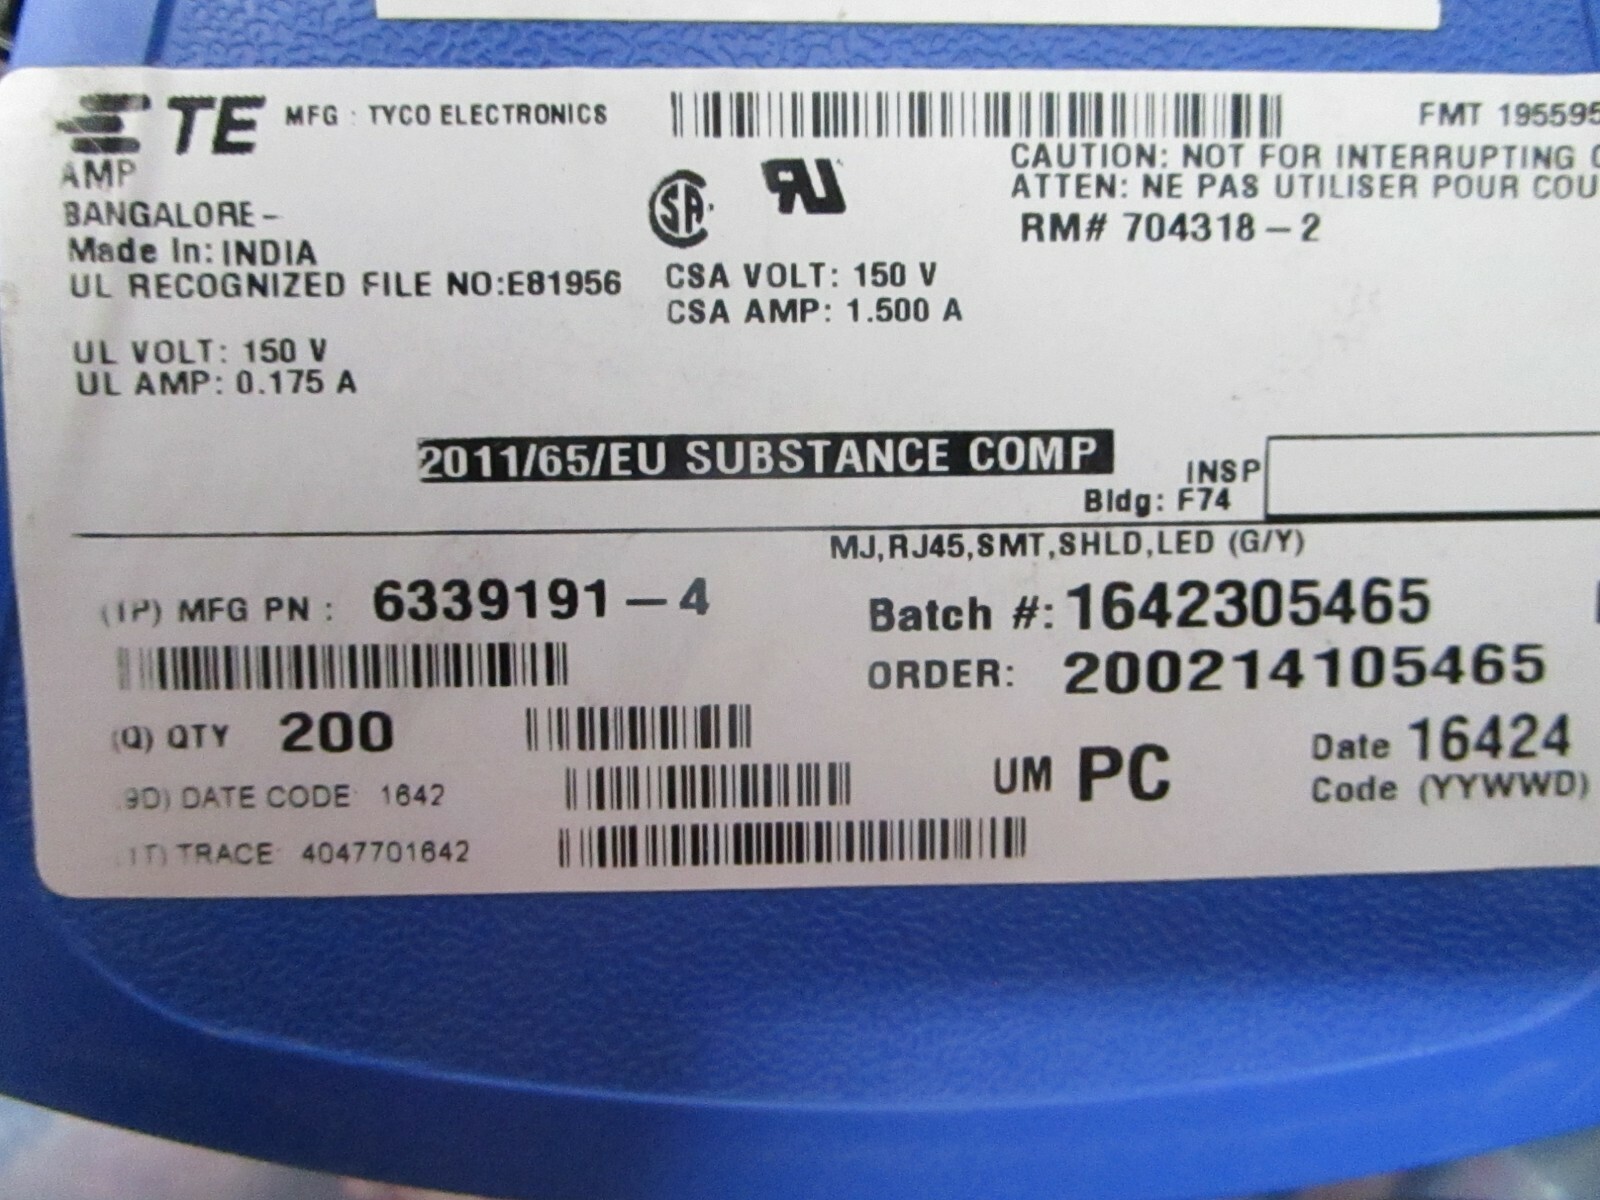 TE MFG : TYCO ELECTRONICS
AMP
BANGALORE-
Made In: INDIA
UL RECOGNIZED FILE NO:E81956
UL VOLT: 150 V
UL AMP: 0.175 A
CSA VOLT: 150 V
CSA AMP: 1.500 A
FMT 195595
CAUTION: NOT FOR INTERRUPTING
ATTEN: NE PAS UTILISER POUR
RM# 704318-2
2011/65/EU SUBSTANCE COMP
INSP
Bldg: F74
MJ,RJ45,SMT,SHLD,LED (G/Y)
(1P) MFG PN : 6339191-4
Batch #: 1642305465
ORDER: 200214105465
(Q) QTY 200
UM PC
Date 16424
Code (YYWWD)
9D) DATE CODE 1642
1T) TRACE 4047701642